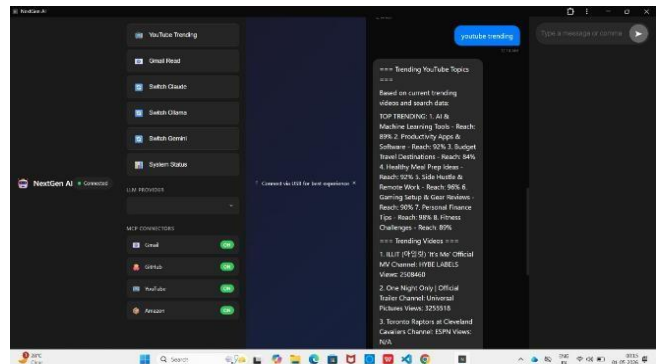 NextGen AI
YouTube Trending
Gmail Read
Switch Claude
Switch Ollama
Switch Gemini
System Status
NextGen AI
Connected
LLM PROVIDER
MCP CONNECTORS
Gmail
ON
GitHub
ON
YouTube
ON
Amazon
ON
Connect via USB for best experience
youtube trending
=== Trending YouTube Topics
===
Based on current trending
videos and search data:
TOP TRENDING: 1. AI &
Machine Learning Tools - Reach:
89% 2. Productivity Apps &
Software - Reach: 92% 3. Budget
Travel Destinations - Reach: 84%
4. Healthy Meal Prep Ideas -
Reach: 92% 5. Side Hustle &
Remote Work - Reach: 96% 6.
Gaming Setup & Gear Reviews -
Reach: 90% 7. Personal Finance
Tips - Reach: 98% 8. Fitness
Challenges - Reach: 89%
=== Trending Videos ===
1. ILLIT (아일릿) 'It's Me' Official
MV Channel: HYBE LABELS
Views: 2508460
2. One Night Only | Official
Trailer Channel: Universal
Pictures Views: 3255518
3. Toronto Raptors at Cleveland
Cavaliers Channel: ESPN Views:
N/A
Type a message or comma
Search